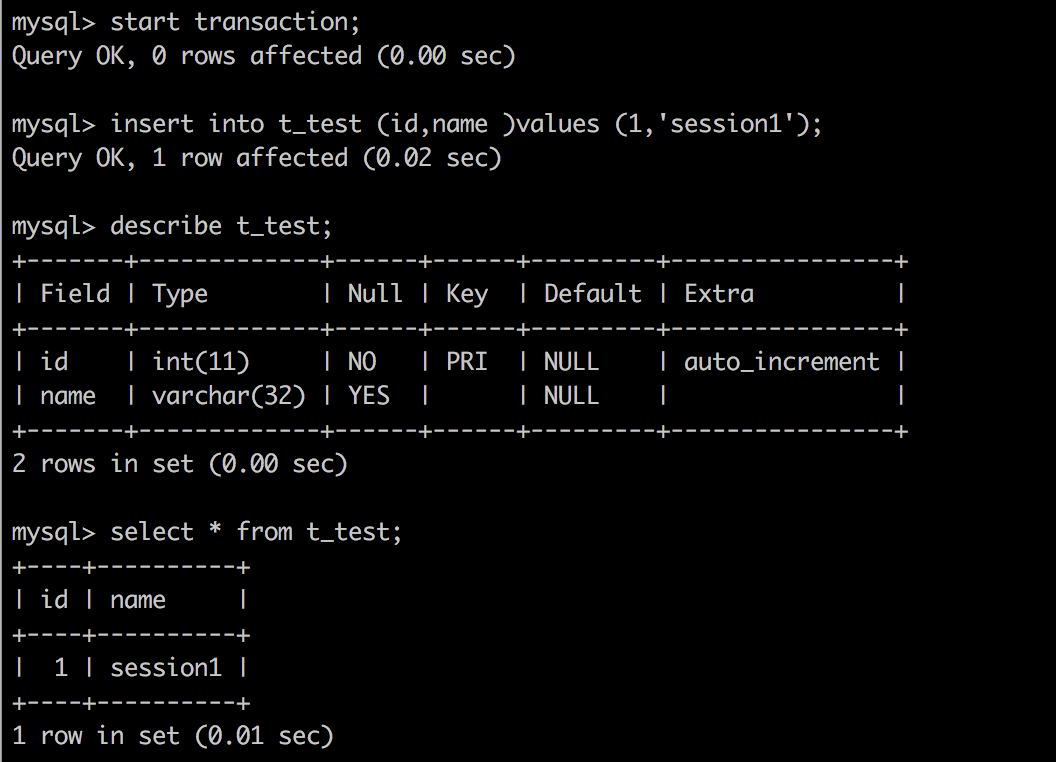 mysql> start transaction;
Query OK, 0 rows affected (0.00 sec)

mysql> insert into t_test (id,name )values (1,'session1');
Query OK, 1 row affected (0.02 sec)

mysql> describe t_test;
+-------+-------------+------+------+---------+----------------+
| Field | Type        | Null | Key  | Default | Extra          |
+-------+-------------+------+------+---------+----------------+
| id    | int(11)     | NO   | PRI  | NULL    | auto_increment |
| name  | varchar(32) | YES  |      | NULL    |                |
+-------+-------------+------+------+---------+----------------+
2 rows in set (0.00 sec)

mysql> select * from t_test;
+----+----------+
| id | name     |
+----+----------+
|  1 | session1 |
+----+----------+
1 row in set (0.01 sec)